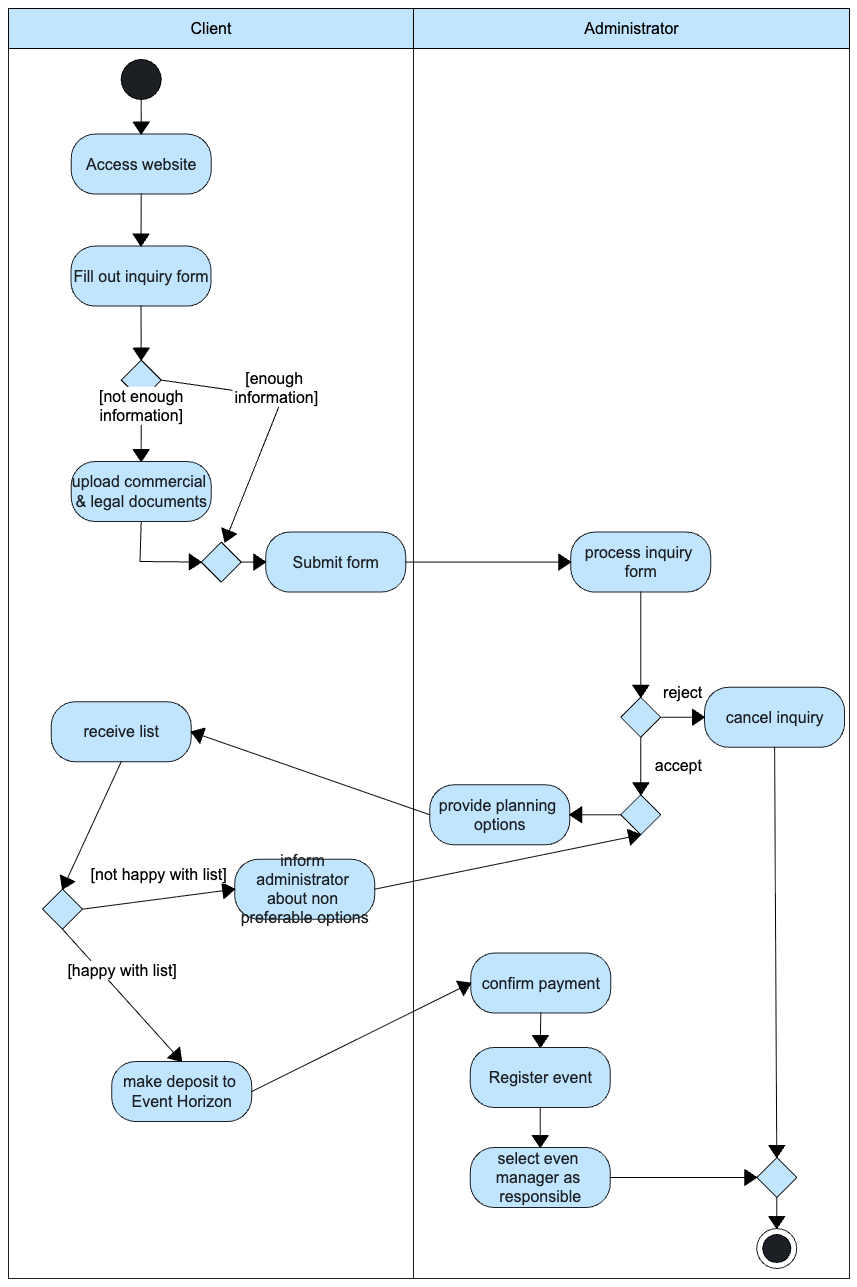 Client
Administrator
Access website
Fill out inquiry form
[not enough
information]
[enough
information]
upload commercial
& legal documents
Submit form
process inquiry
form
reject
cancel inquiry
accept
receive list
provide planning
options
[not happy with list]
inform
administrator
about non
preferable options
[happy with list]
confirm payment
make deposit to
Event Horizon
Register event
select even
manager as
responsible